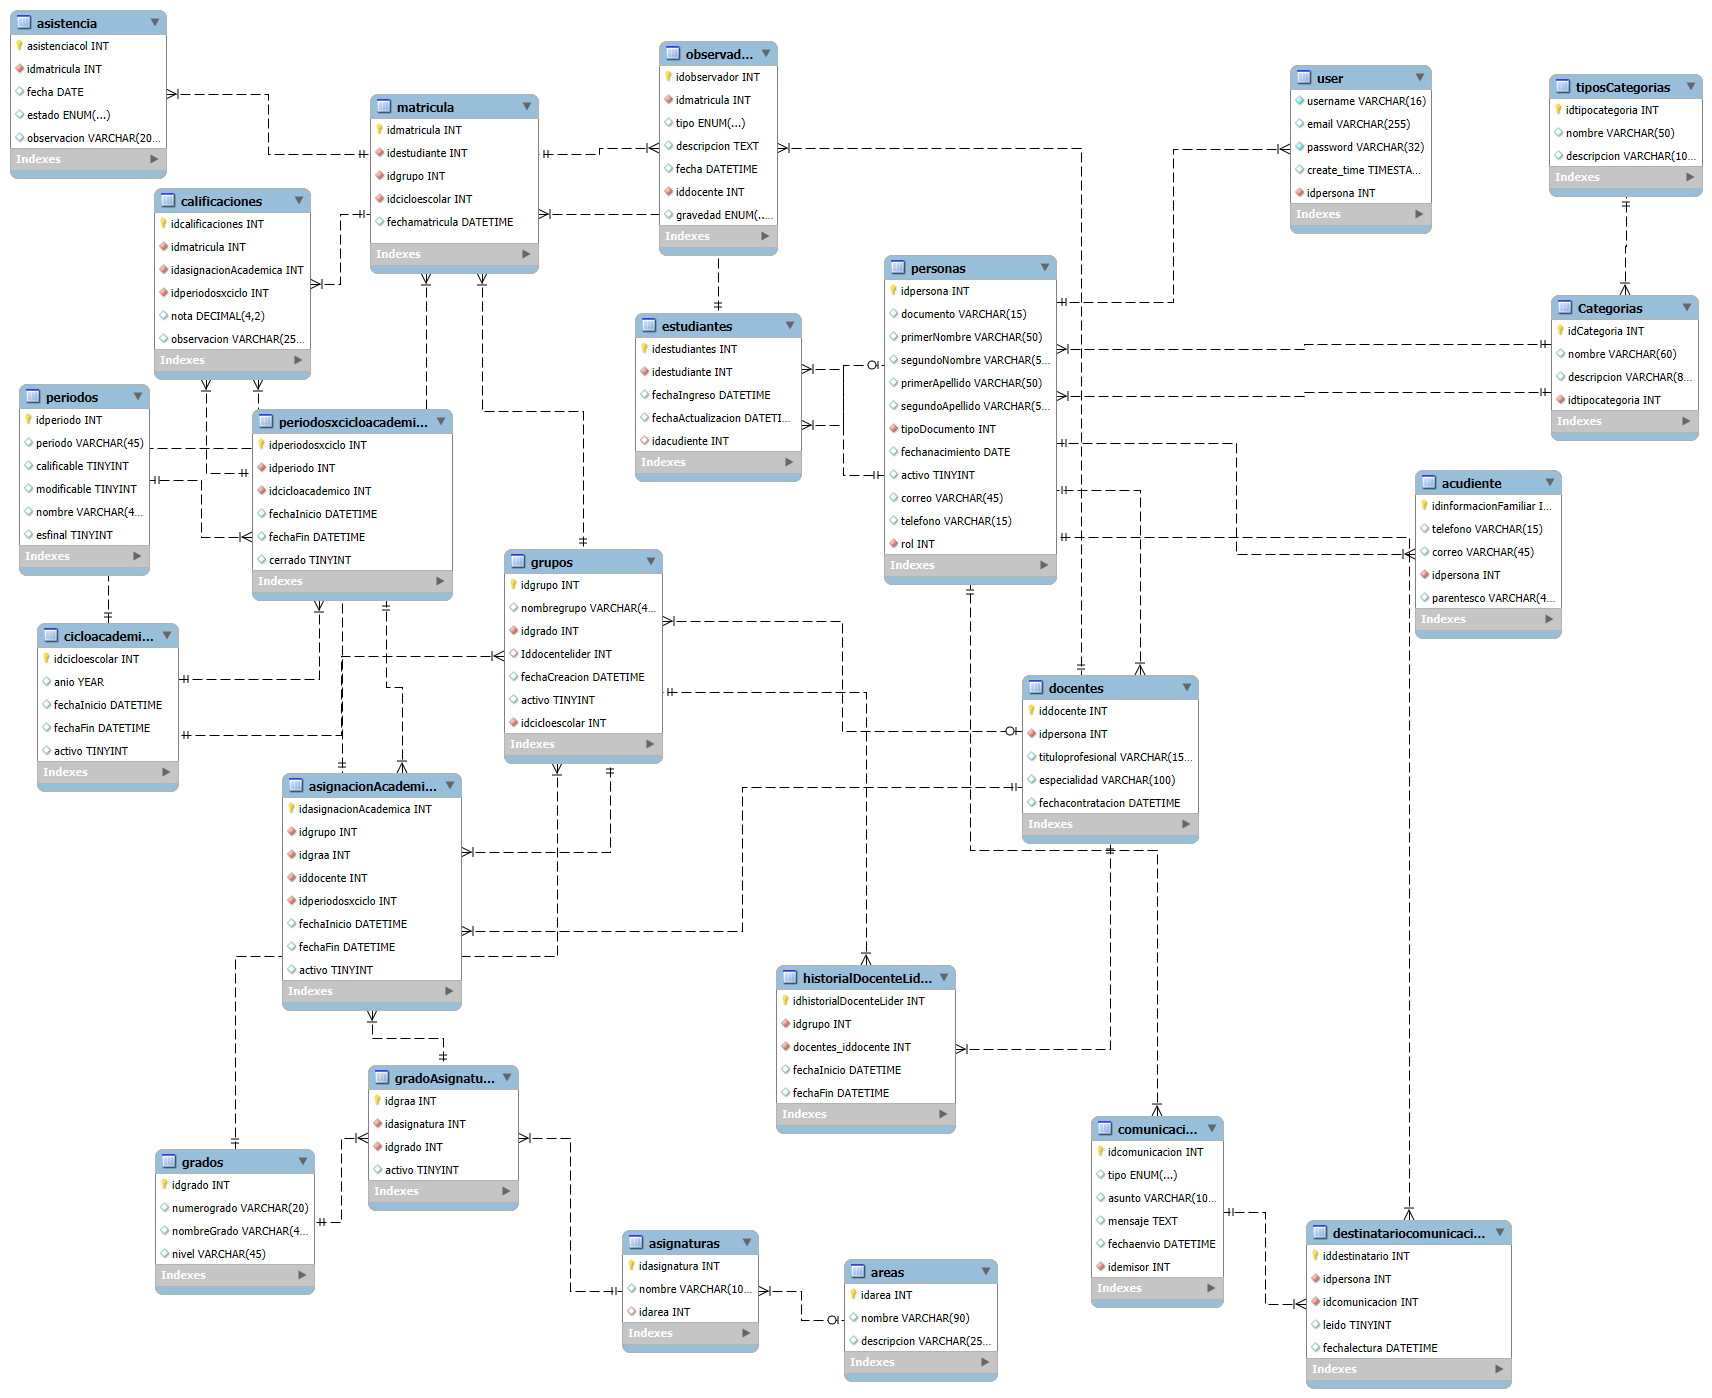 asistencia
asistenciacol INT
idmatricula INT
fecha DATE
estado ENUM(...)
observacion VARCHAR(20...
Indexes
matricula
idmatricula INT
idestudiante INT
idgrupo INT
idcicloescolar INT
fechamatricula DATETIME
Indexes
observad...
idobservador INT
idmatricula INT
tipo ENUM(...)
descripcion TEXT
fecha DATETIME
iddocente INT
gravedad ENUM(...
Indexes
user
username VARCHAR(16)
email VARCHAR(255)
password VARCHAR(32)
create_time TIMESTA...
idpersona INT
Indexes
tiposCategorias
idtipocategoria INT
nombre VARCHAR(50)
descripcion VARCHAR(10...
Indexes
calificaciones
idcalificaciones INT
idmatricula INT
idasignacionAcademica INT
idperiodosxciclo INT
nota DECIMAL(4,2)
observacion VARCHAR(25...
Indexes
personas
idpersona INT
documento VARCHAR(15)
primerNombre VARCHAR(50)
segundoNombre VARCHAR(5...
primerApellido VARCHAR(50)
segundoApellido VARCHAR(5...
tipoDocumento INT
fechanacimiento DATE
activo TINYINT
correo VARCHAR(45)
telefono VARCHAR(15)
rol INT
Indexes
Categorias
idCategoria INT
nombre VARCHAR(60)
descripcion VARCHAR(8...
idtipocategoria INT
Indexes
estudiantes
idestudiantes INT
idestudiante INT
fechaIngreso DATETIME
fechaActualizacion DATETI...
idacudiente INT
Indexes
periodos
idperiodo INT
periodo VARCHAR(45)
calificable TINYINT
modificable TINYINT
nombre VARCHAR(4...
esfinal TINYINT
Indexes
periodosxcicloacademi...
idperiodosxciclo INT
idperiodo INT
idcicloacademico INT
fechaInicio DATETIME
fechaFin DATETIME
cerrado TINYINT
Indexes
acudiente
idinformacionFamiliar I...
telefono VARCHAR(15)
correo VARCHAR(45)
idpersona INT
parentesco VARCHAR(4...
Indexes
grupos
idgrupo INT
nombregrupo VARCHAR(4...
idgrado INT
Iddocentelider INT
fechaCreacion DATETIME
activo TINYINT
idcicloescolar INT
Indexes
cicloacademi...
idcicloescolar INT
anio YEAR
fechaInicio DATETIME
fechaFin DATETIME
activo TINYINT
Indexes
docentes
iddocente INT
idpersona INT
tituloprofesional VARCHAR(15...
especialidad VARCHAR(100)
fechacontratacion DATETIME
Indexes
asignacionAcademi...
idasignacionAcademica INT
idgrupo INT
idgraa INT
iddocente INT
idperiodosxciclo INT
fechaInicio DATETIME
fechaFin DATETIME
activo TINYINT
Indexes
historialDocenteLid...
idhistorialDocenteLider INT
idgrupo INT
docentes_iddocente INT
fechaInicio DATETIME
fechaFin DATETIME
Indexes
gradoAsignatu...
idgraa INT
idasignatura INT
idgrado INT
activo TINYINT
Indexes
comunicaci...
idcomunicacion INT
tipo ENUM(...)
asunto VARCHAR(10...
mensaje TEXT
fechaenvio DATETIME
idemisor INT
Indexes
grados
idgrado INT
numerogrado VARCHAR(20)
nombreGrado VARCHAR(4...
nivel VARCHAR(45)
Indexes
destinatariocomunicaci...
iddestinatario INT
idpersona INT
idcomunicacion INT
leido TINYINT
fechalectura DATETIME
Indexes
asignaturas
idasignatura INT
nombre VARCHAR(10...
idarea INT
Indexes
areas
idarea INT
nombre VARCHAR(90)
descripcion VARCHAR(25...
Indexes